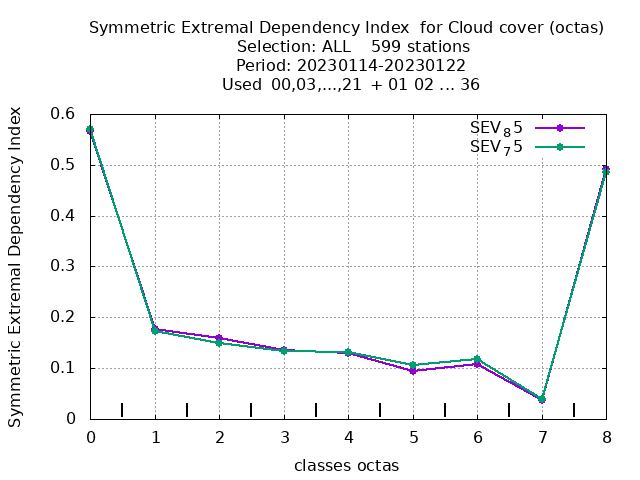 Symmetric Extremal Dependency Index  for Cloud cover (octas)
Selection: ALL    599 stations
Period: 20230114-20230122
Used  00,03,...,21  + 01 02 ... 36
Symmetric Extremal Dependency Index
0.6
0.5
0.4
0.3
0.2
0.1
0
SEV₈5
SEV₇5
0 1 2 3 4 5 6 7 8
classes octas